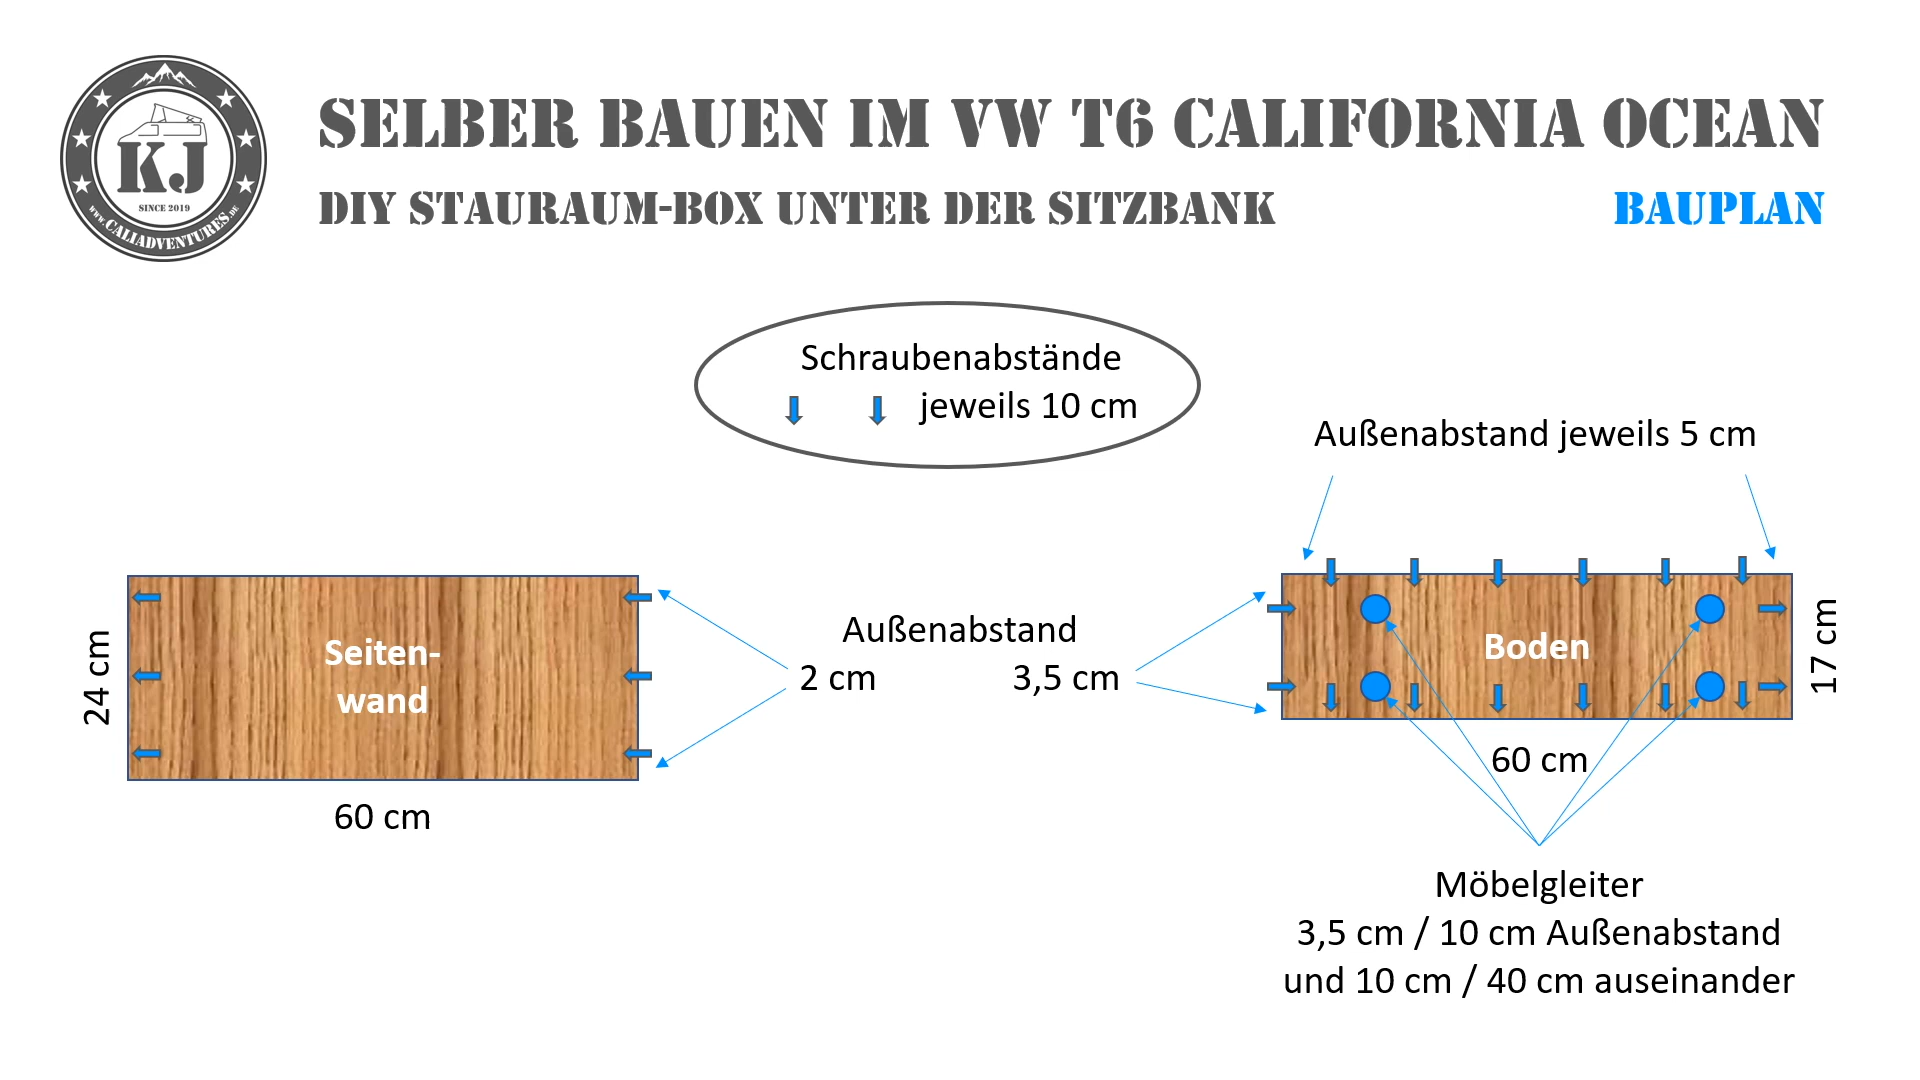 SELBER BAUEN IM VW T6 CALIFORNIA OCEAN
DIY STAURAUM-BOX UNTER DER SITZBANK
BAUPLAN
KJ
SINCE 2019
WWW.CALIADVENTURES.DE
Schraubenabstände
jeweils 10 cm
Außenabstand jeweils 5 cm
24 cm
Seiten-
wand
60 cm
Außenabstand
2 cm
3,5 cm
Boden
17 cm
60 cm
Möbelgleiter
3,5 cm / 10 cm Außenabstand
und 10 cm / 40 cm auseinander